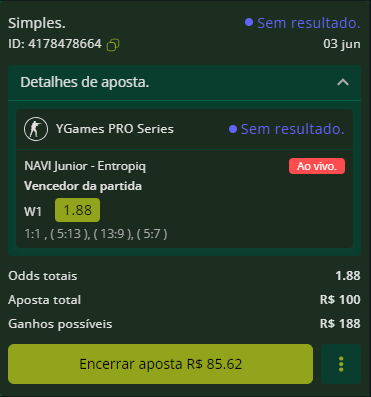 Simples.
Sem resultado.
ID: 4178478664
03 jun
Detalhes de aposta.
YGames PRO Series
Sem resultado.
NAVI Junior - Entropiq
Ao vivo.
Vencedor da partida
W1 1.88
1:1 , ( 5:13 ), ( 13:9 ), ( 5:7 )
Odds totais 1.88
Aposta total R$ 100
Ganhos possíveis R$ 188
Encerrar aposta R$ 85.62